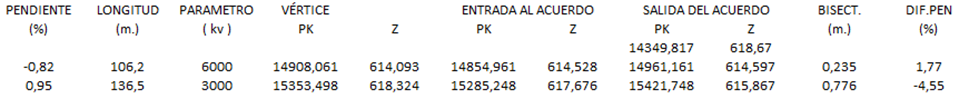 PENDIENTE LONGITUD PARAMETRO VÉRTICE ENTRADA AL ACUERDO SALIDA DEL ACUERDO BISECT. DIF.PEN
(%) (m.) ( kv ) PK Z PK Z PK Z (m.) (%)
14349,817 618,67
-0,82 106,2 6000 14908,061 614,093 14854,961 614,528 14961,161 614,597 0,235 1,77
0,95 136,5 3000 15353,498 618,324 15285,248 617,676 15421,748 615,867 0,776 -4,55